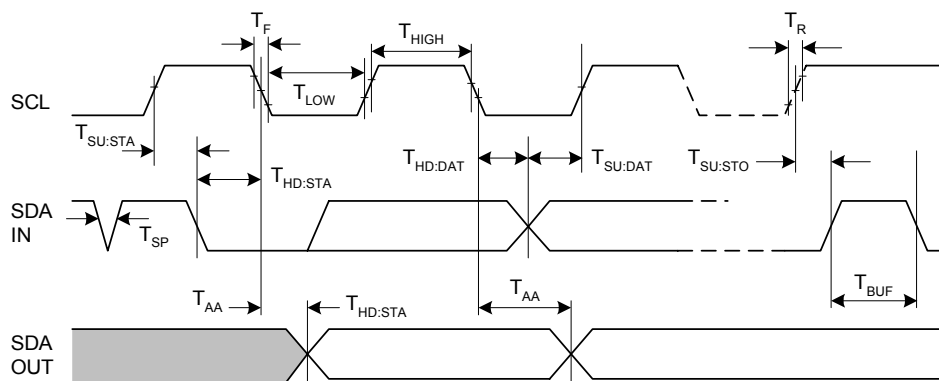 T_F
T_HIGH
T_R
SCL
T_LOW
T_SU:STA
T_HD:STA
T_HD:DAT
T_SU:DAT
T_SU:STO
SDA
IN
T_SP
T_AA
T_HD:STA
T_AA
T_BUF
SDA
OUT